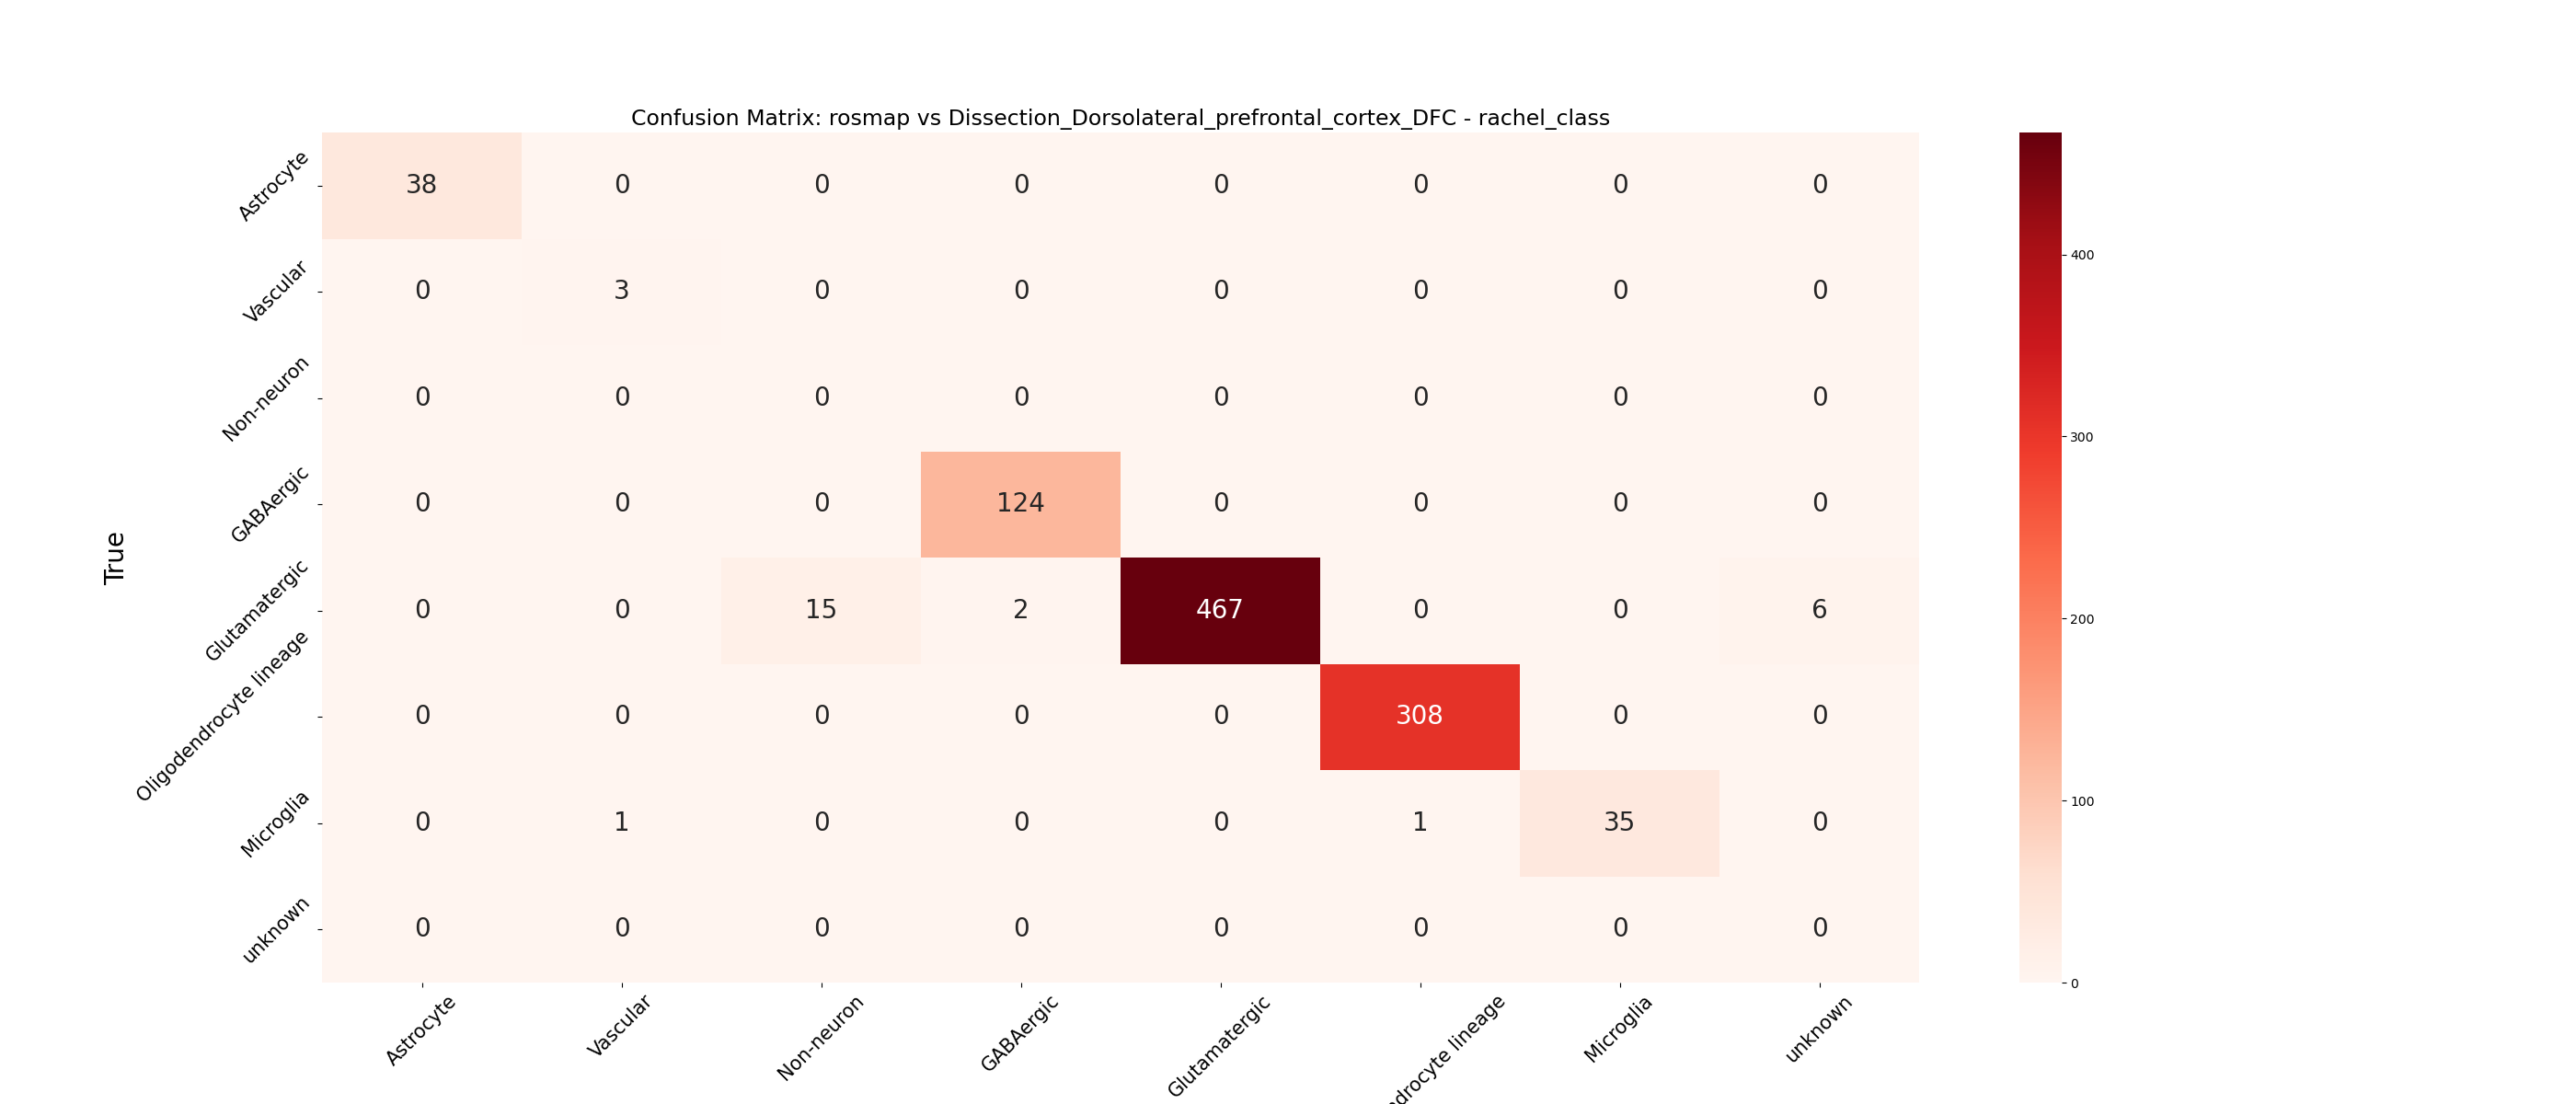 Confusion Matrix: rosmap vs Dissection_Dorsolateral_prefrontal_cortex_DFC - rachel_class
True
Astrocyte
38 0 0 0 0 0 0 0
Vascular
0 3 0 0 0 0 0 0
Non-neuron
0 0 0 0 0 0 0 0
GABAergic
0 0 0 124 0 0 0 0
Glutamatergic
0 0 15 2 467 0 0 6
Oligodendrocyte lineage
0 0 0 0 0 308 0 0
Microglia
0 1 0 0 0 1 35 0
unknown
0 0 0 0 0 0 0 0
Astrocyte
Vascular
Non-neuron
GABAergic
Glutamatergic
lineage
Microglia
unknown
400
300
200
100
0